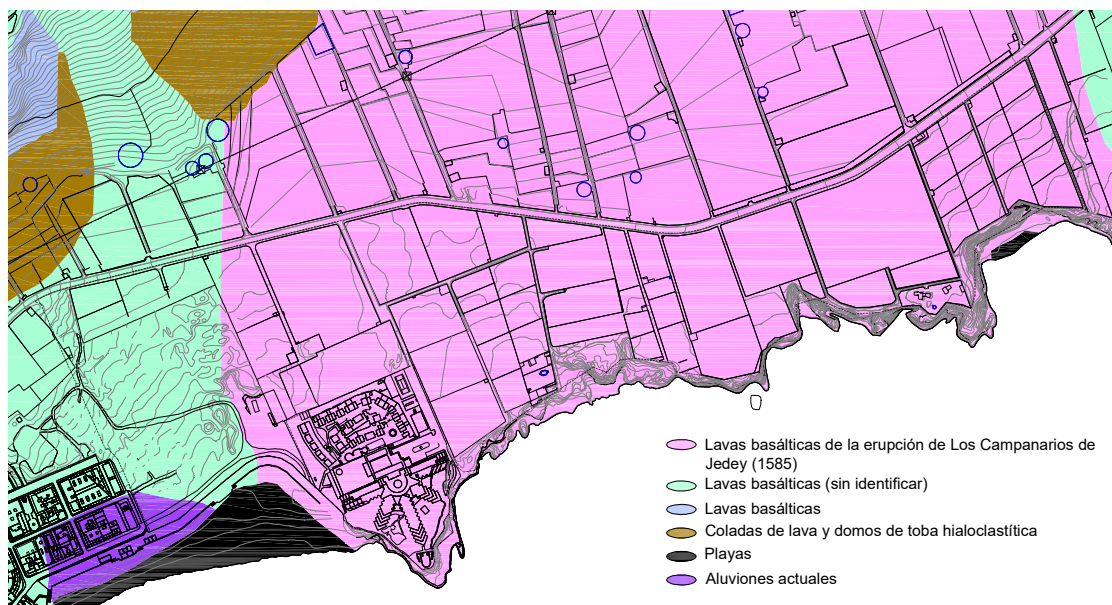 Lavas basálticas de la erupción de Los Campanarios de
Jedey (1585)
Lavas basálticas (sin identificar)
Lavas basálticas
Coladas de lava y domos de toba hialoclastítica
Playas
Aluviones actuales